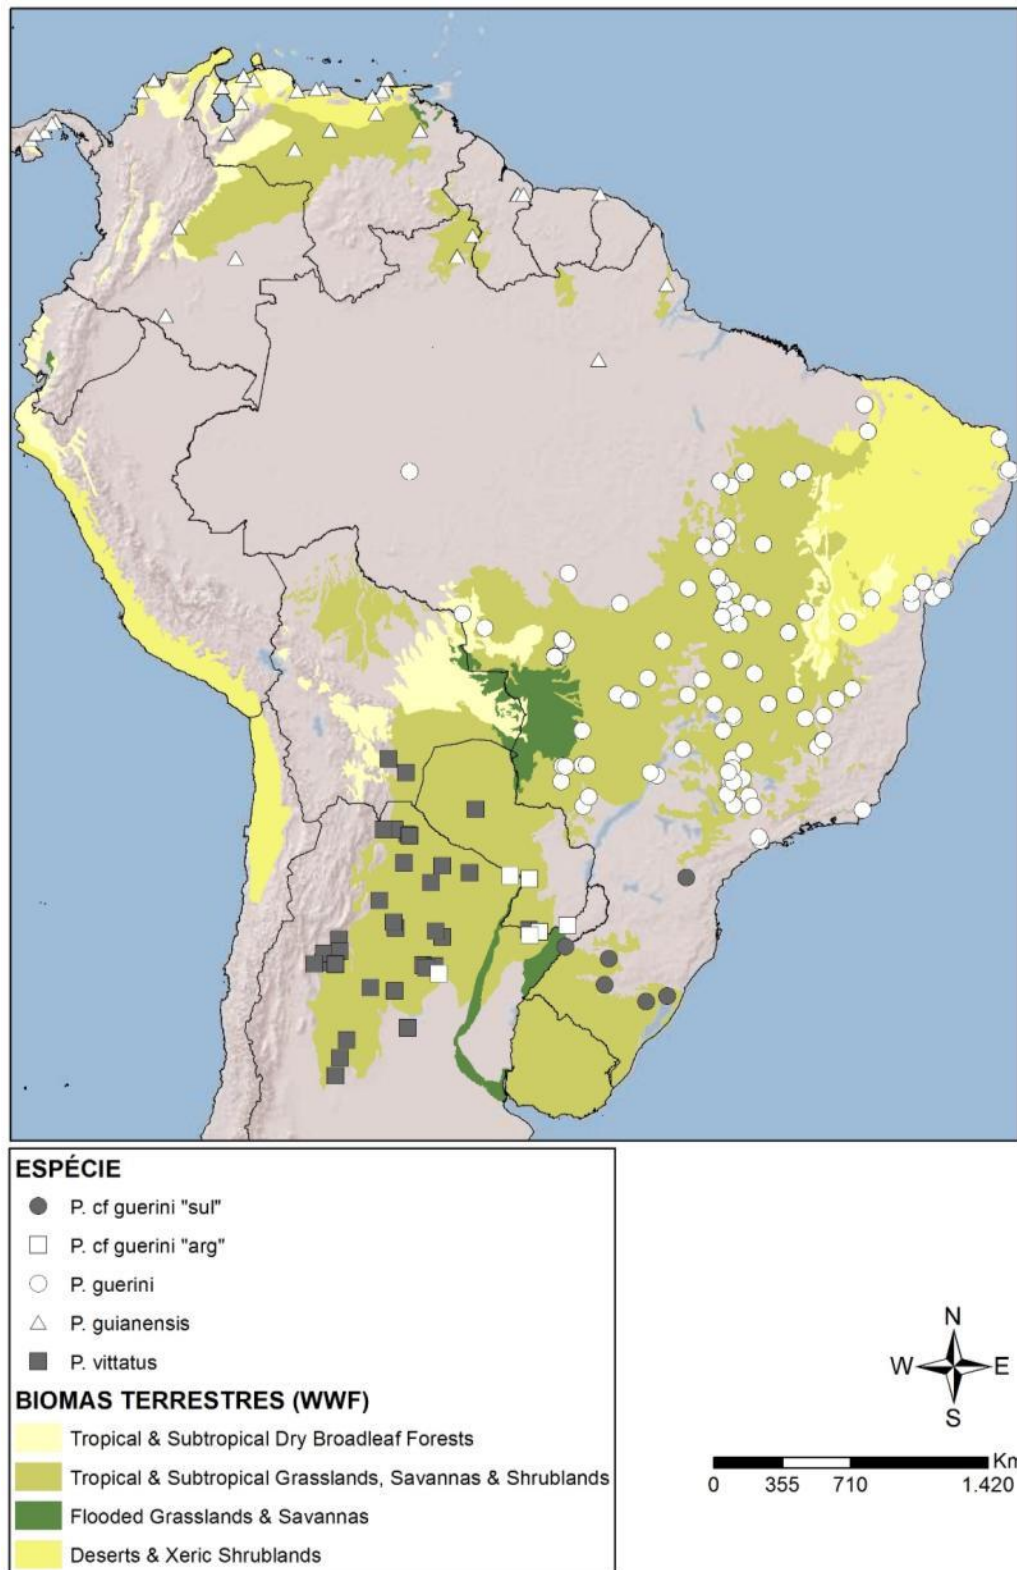 ESPÉCIE
P. cf guerini "sul"
P. cf guerini "arg"
P. guerini
P. guianensis
P. vittatus
BIOMAS TERRESTRES (WWF)
Tropical & Subtropical Dry Broadleaf Forests
Tropical & Subtropical Grasslands, Savannas & Shrublands
Flooded Grasslands & Savannas
Deserts & Xeric Shrublands
N
W E
S
Km
0 355 710 1.420